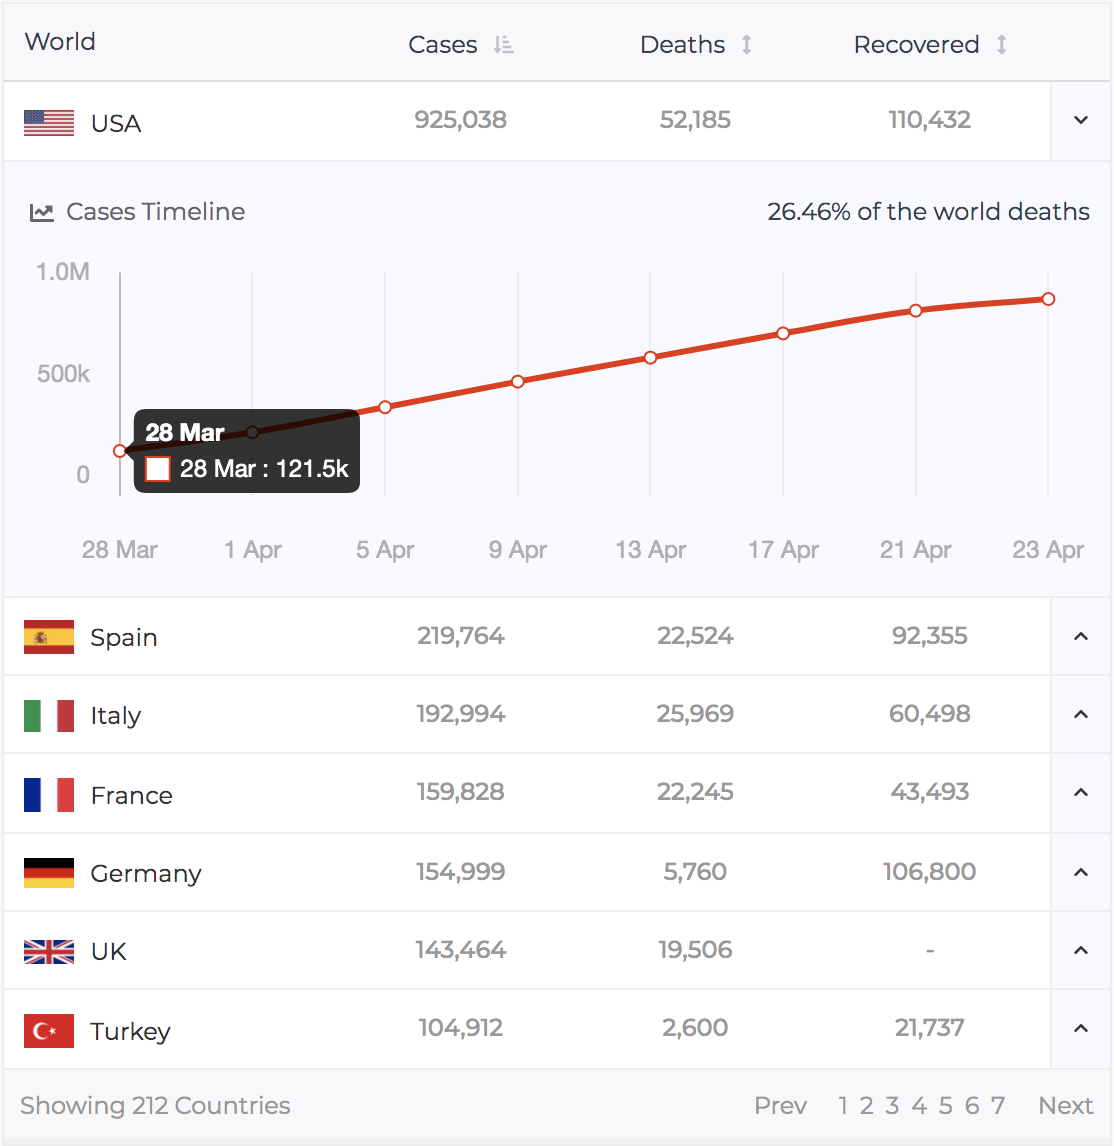 World Cases Deaths Recovered
USA 925,038 52,185 110,432
Cases Timeline 26.46% of the world deaths
1.0M
500k
0
28 Mar
28 Mar : 121.5k
28 Mar 1 Apr 5 Apr 9 Apr 13 Apr 17 Apr 21 Apr 23 Apr
Spain 219,764 22,524 92,355
Italy 192,994 25,969 60,498
France 159,828 22,245 43,493
Germany 154,999 5,760 106,800
UK 143,464 19,506 -
Turkey 104,912 2,600 21,737
Showing 212 Countries Prev 1 2 3 4 5 6 7 Next